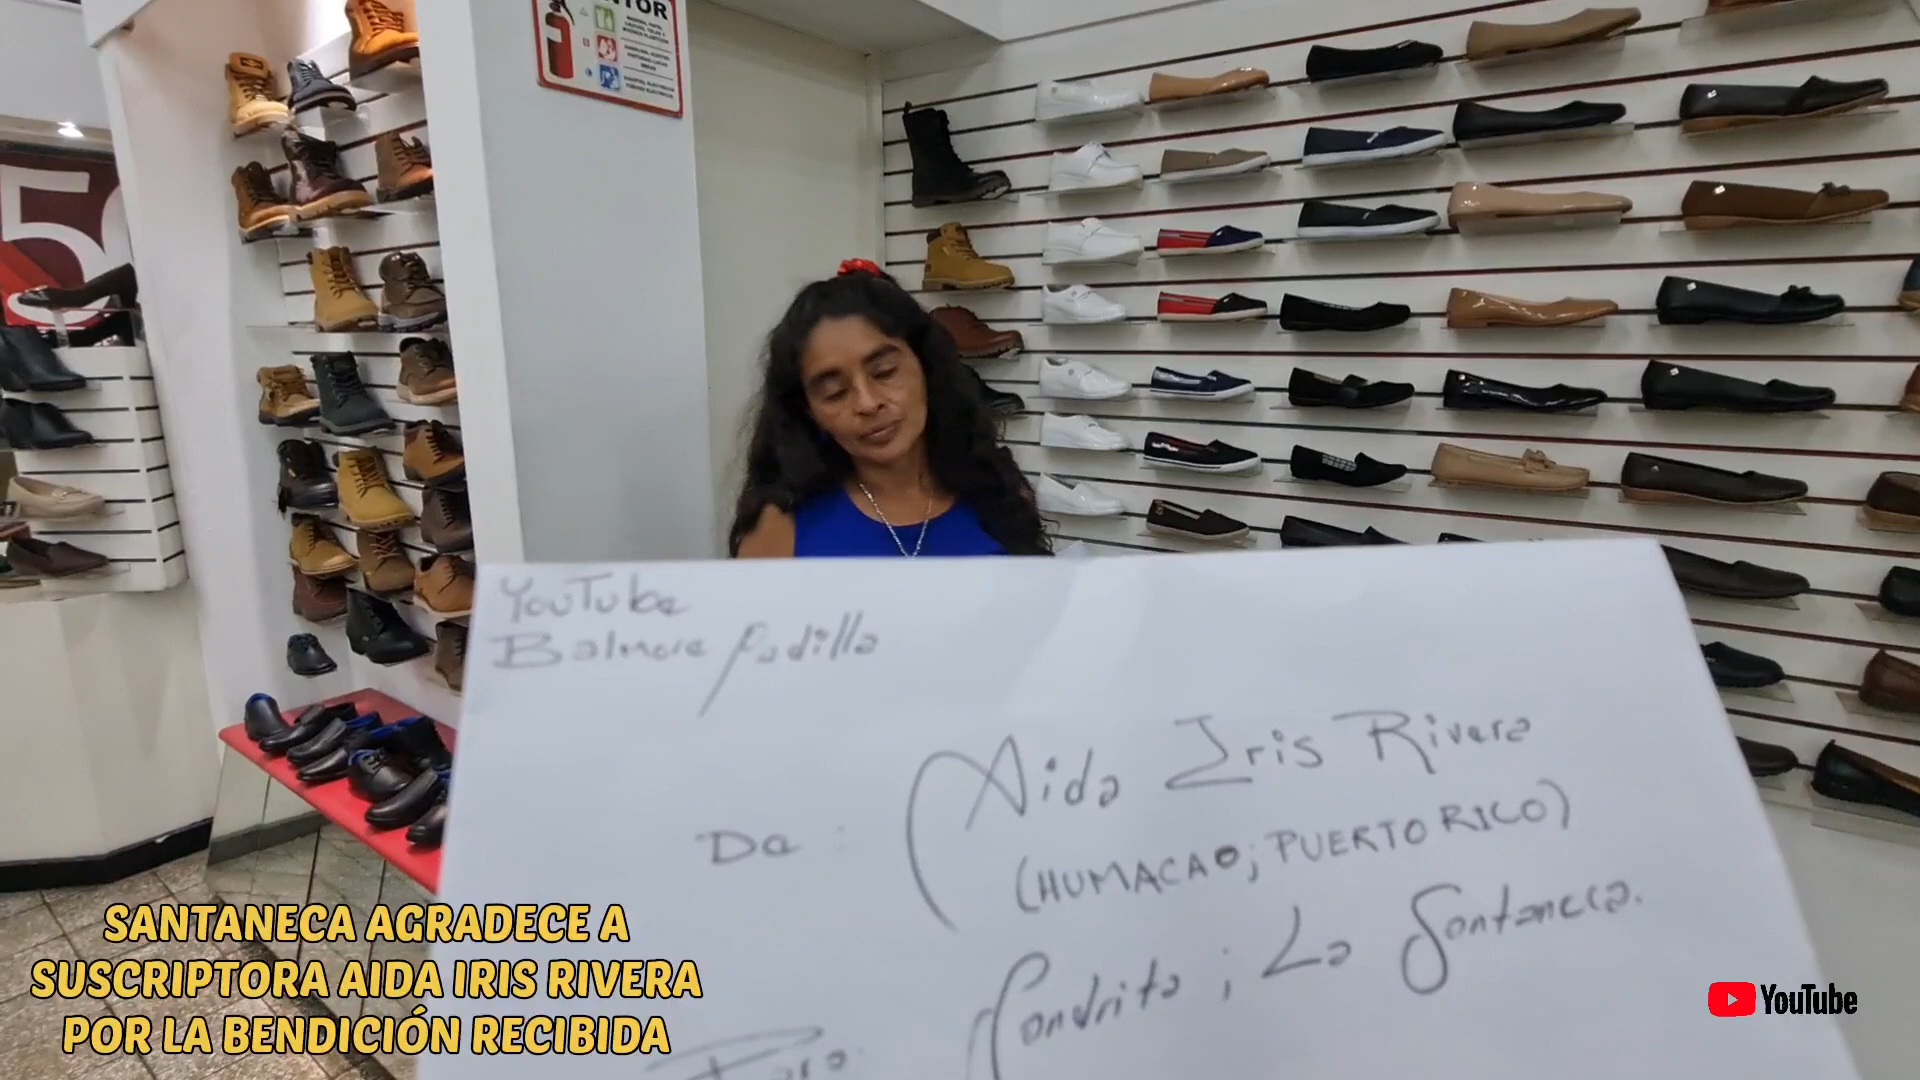 YouTube
Balmore Padilla
Aida Iris Rivera
De:
(HUMACAO; PUERTO RICO)
La Santaneca.
Para
SANTANECA AGRADECE A
SUSCRIPTORA AIDA IRIS RIVERA
POR LA BENDICIÓN RECIBIDA
YouTube